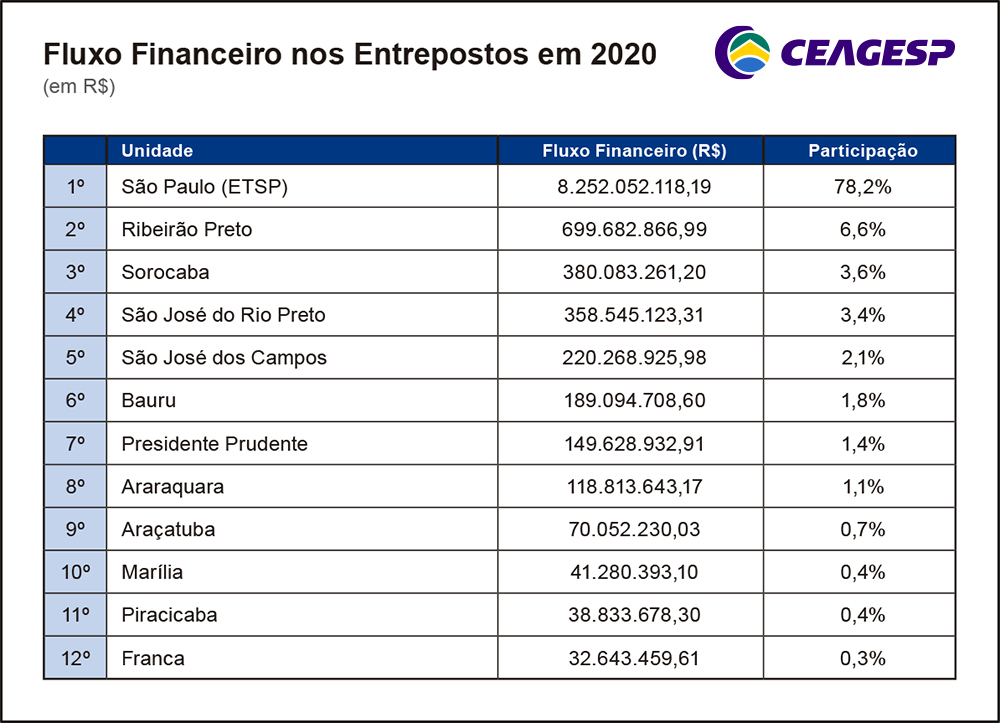 Fluxo Financeiro nos Entrepostos em 2020
(em R$)
CEAGESP
Unidade Fluxo Financeiro (R$) Participação
1º São Paulo (ETSP) 8.252.052.118,19 78,2%
2º Ribeirão Preto 699.682.866,99 6,6%
3º Sorocaba 380.083.261,20 3,6%
4º São José do Rio Preto 358.545.123,31 3,4%
5º São José dos Campos 220.268.925,98 2,1%
6º Bauru 189.094.708,60 1,8%
7º Presidente Prudente 149.628.932,91 1,4%
8º Araraquara 118.813.643,17 1,1%
9º Araçatuba 70.052.230,03 0,7%
10º Marília 41.280.393,10 0,4%
11º Piracicaba 38.833.678,30 0,4%
12º Franca 32.643.459,61 0,3%